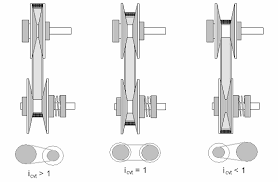 i_cvt > 1
i_cvt = 1
i_cvt < 1